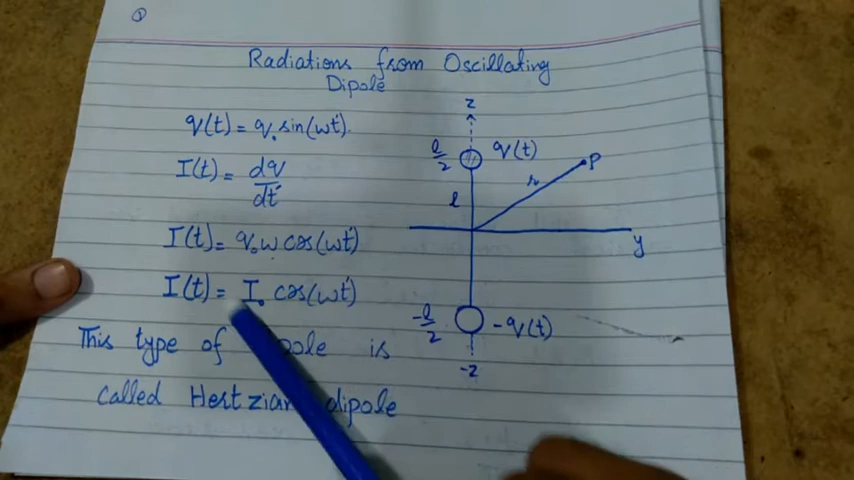 Radiations from Oscillating
Dipole
q(t) = q₀ sin(ωt')
I(t) = dq/dt'
I(t) = q₀ω cos(ωt')
I(t) = I₀ cos(ωt')
This type of is
called Hertzian dipole
z
l/2 q(t)
P
r
l
y
-l/2 -q(t)
-z